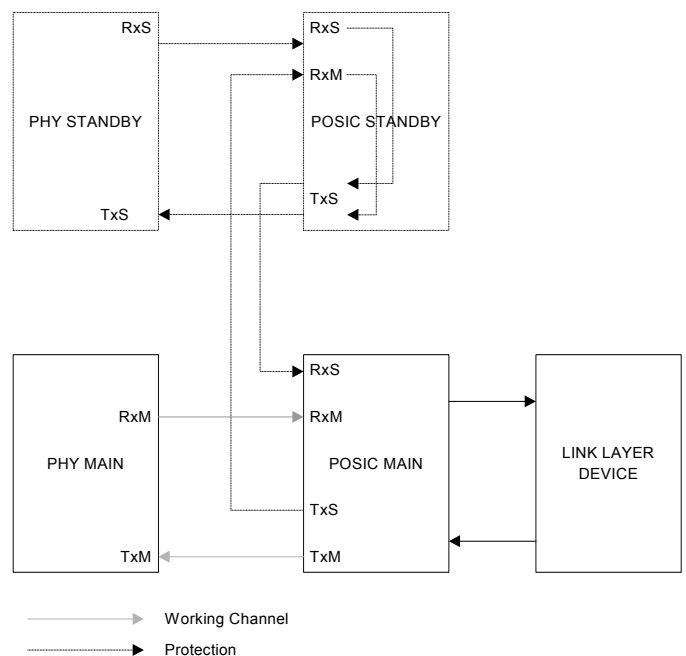 RxS
PHY STANDBY
TxS
RxS
RxM
POSIC STANDBY
TxS
RxM
PHY MAIN
TxM
RxS
RxM
POSIC MAIN
TxS
TxM
LINK LAYER
DEVICE
Working Channel
Protection